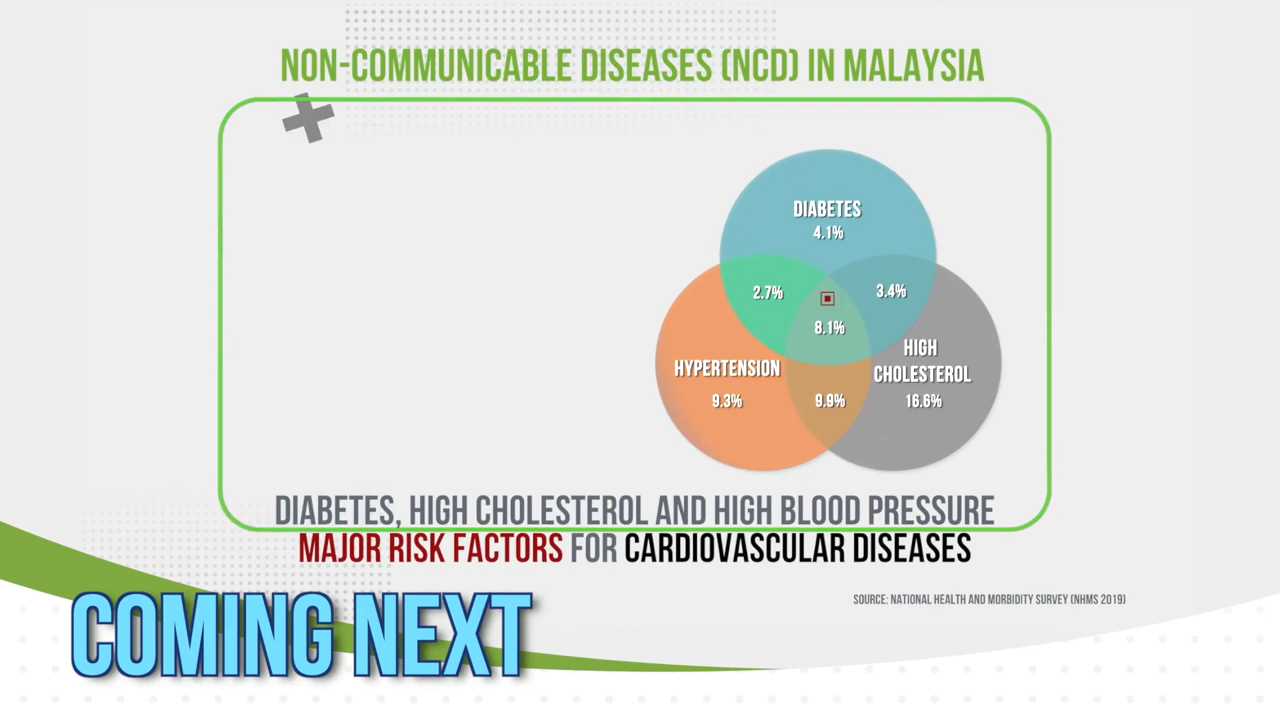 NON-COMMUNICABLE DISEASES (NCD) IN MALAYSIA
DIABETES
4.1%
2.7%
3.4%
8.1%
HYPERTENSION
9.3%
9.9%
HIGH
CHOLESTEROL
16.6%
DIABETES, HIGH CHOLESTEROL AND HIGH BLOOD PRESSURE
MAJOR RISK FACTORS FOR CARDIOVASCULAR DISEASES
SOURCE: NATIONAL HEALTH AND MORBIDITY SURVEY (NHMS 2019)
COMING NEXT